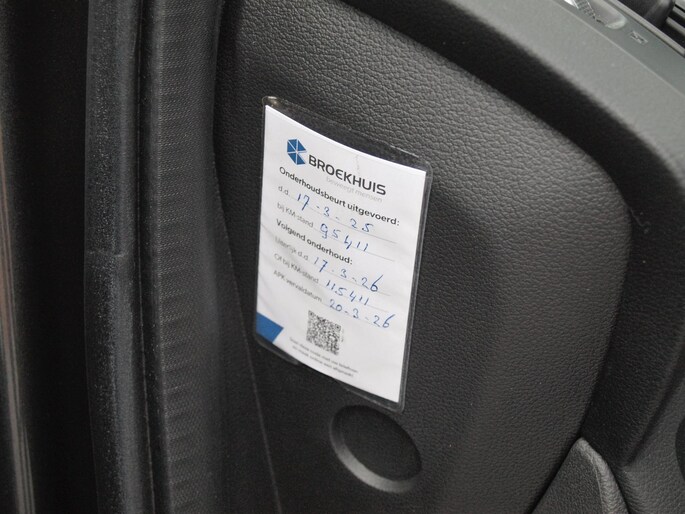 BROEKHUIS
Onderhoudsbeurt uitgevoerd:
d.d. 17-3-25
bij KM-stand 95411
Volgend onderhoud:
Uiterlijk d.d. 17-3-26
Of bij KM-stand 115411
APK-vervaldatum 20-3-26